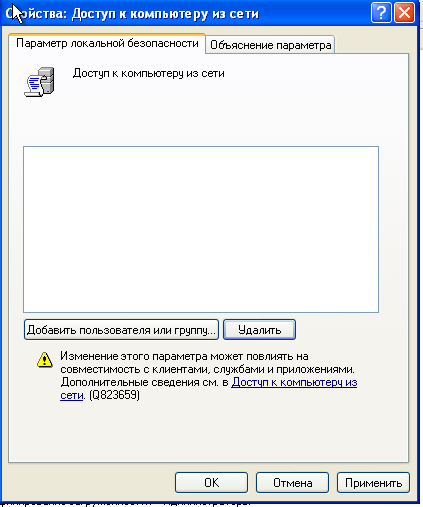 Свойства: Доступ к компьютеру из сети
Параметр локальной безопасности
Объяснение параметра
Доступ к компьютеру из сети
Добавить пользователя или группу...
Удалить
Изменение этого параметра может повлиять на
совместимость с клиентами, службами и приложениями.
Дополнительные сведения см. в Доступ к компьютеру из
сети. (Q823659)
OK
Отмена
Применить